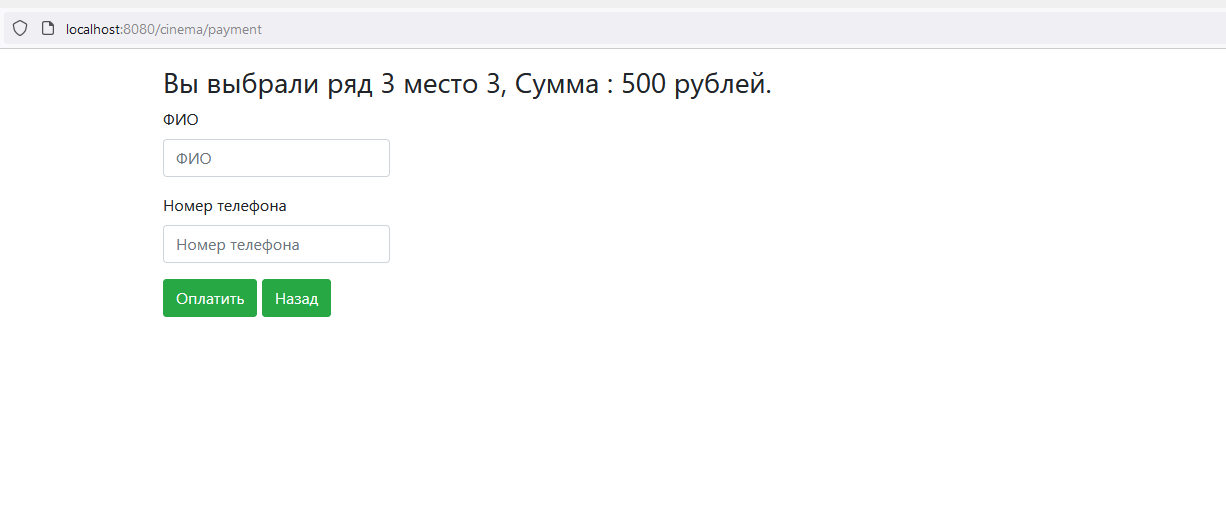 localhost:8080/cinema/payment
Вы выбрали ряд 3 место 3, Сумма : 500 рублей.
ФИО
ФИО
Номер телефона
Номер телефона
Оплатить Назад